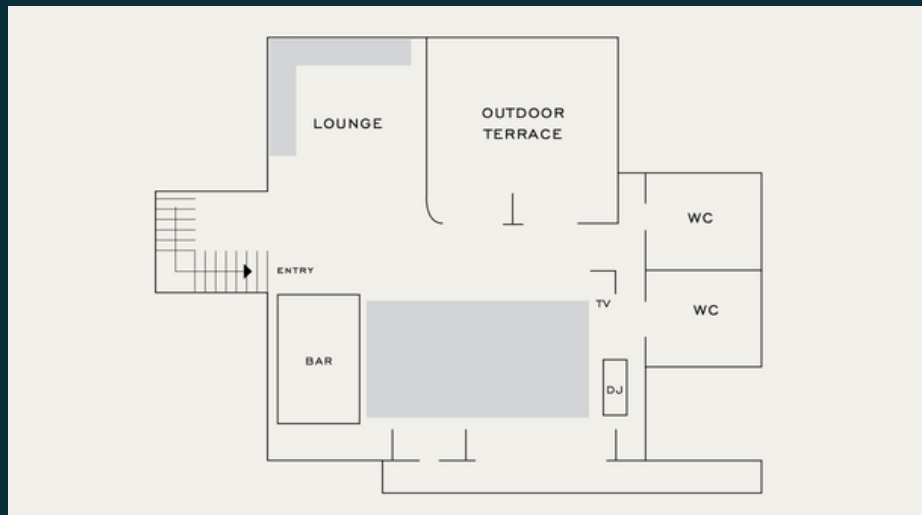 LOUNGE
OUTDOOR
TERRACE
WC
ENTRY
TV
WC
BAR
DJ